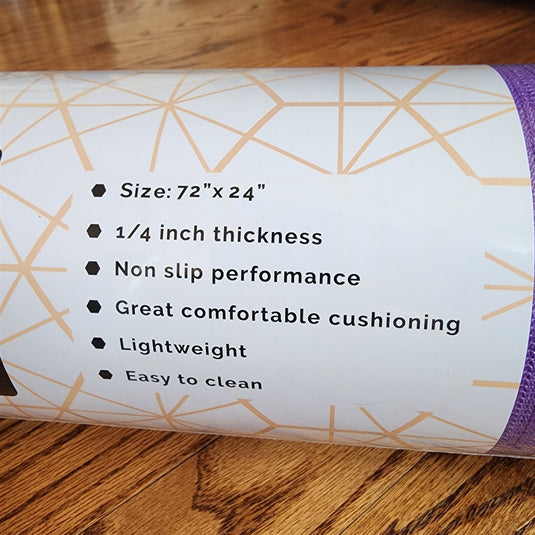 Size: 72”x 24”
1/4 inch thickness
Non slip performance
Great comfortable cushioning
Lightweight
Easy to clean